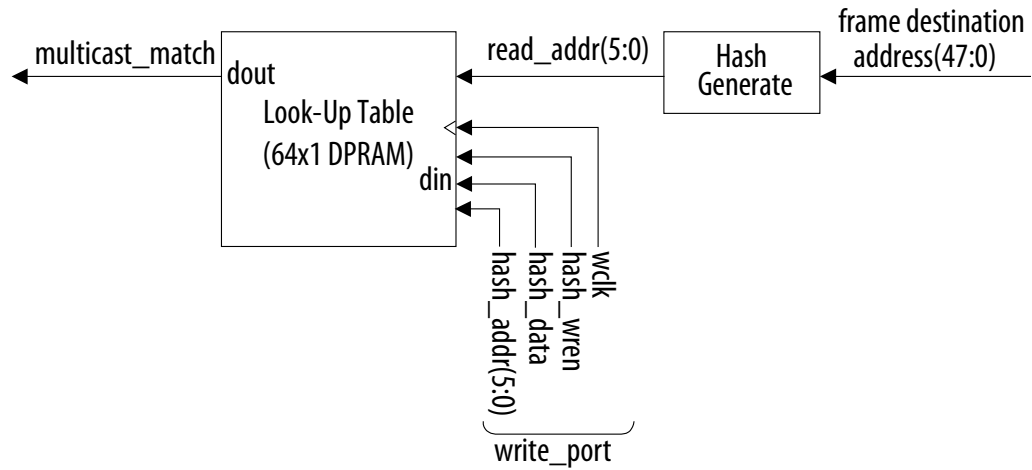 frame destination
address(47:0)
multicast_match
read_addr(5:0)
Hash
Generate
dout
Look-Up Table
(64x1 DPRAM)
din
hash_addr(5:0)
hash_data
hash_wren
wclk
write_port